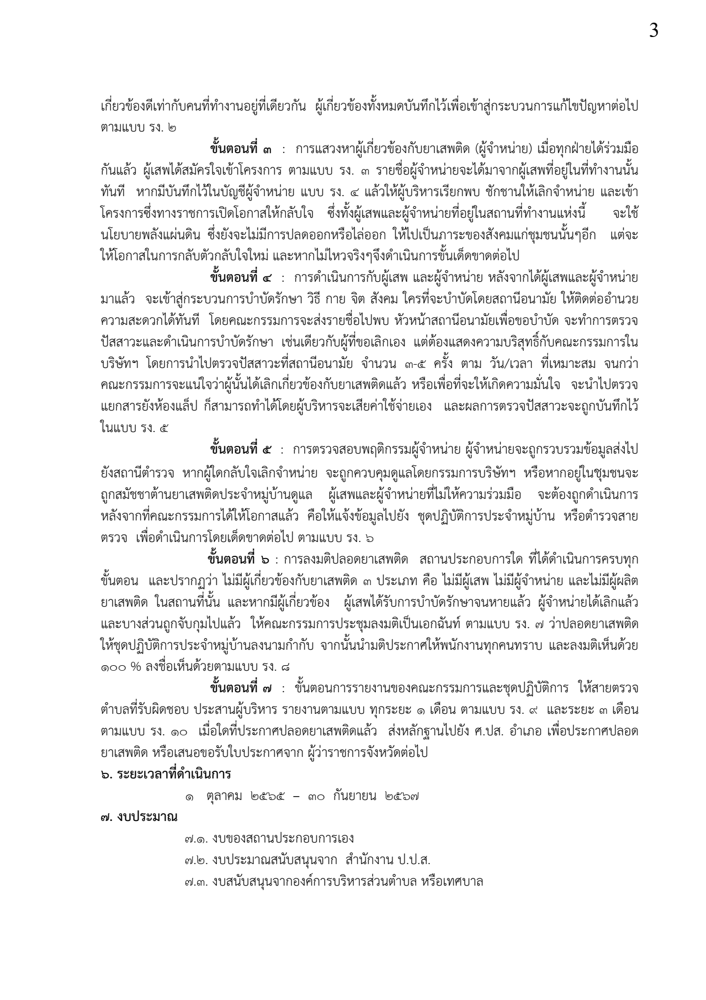 3
เกี่ยวข้องดีเท่ากับคนที่ทำงานอยู่ที่เดียวกัน ผู้เกี่ยวข้องทั้งหมดบันทึกไว้เพื่อเข้าสู่กระบวนการแก้ไขปัญหาต่อไป
ตามแบบ รง. ๒
ขั้นตอนที่ ๓ : การแสวงหาผู้เกี่ยวข้องกับยาเสพติด (ผู้จำหน่าย) เมื่อทุกฝ่ายได้ร่วมมือ
กันแล้ว ผู้เสพได้สมัครใจเข้าโครงการ ตามแบบ รง. ๓ รายชื่อผู้จำหน่ายจะได้มาจากผู้เสพที่อยู่ในที่ทำงานนั้น
ทันที หากมีบันทึกไว้ในบัญชีผู้จำหน่าย แบบ รง. ๔ แล้วให้ผู้บริหารเรียกพบ ชักชานให้เลิกจำหน่าย และเข้า
โครงการซึ่งทางราชการเปิดโอกาสให้กลับใจ ซึ่งทั้งผู้เสพและผู้จำหน่ายที่อยู่ในสถานที่ทำงานแห่งนี้ จะใช้
นโยบายพลังแผ่นดิน ซึ่งยังจะไม่มีการปลดออกหรือไล่ออก ให้ไปเป็นภาระของสังคมแก่ชุมชนนั้นๆอีก แต่จะ
ให้โอกาสในการกลับตัวกลับใจใหม่ และหากไม่ไหวจริงๆจึงดำเนินการขั้นเด็ดขาดต่อไป
ขั้นตอนที่ ๔ : การดำเนินการกับผู้เสพ และผู้จำหน่าย หลังจากได้ผู้เสพและผู้จำหน่าย
มาแล้ว จะเข้าสู่กระบวนการบำบัดรักษา วิธี กาย จิต สังคม ใครที่จะบำบัดโดยสถานีอนามัย ให้ติดต่ออำนวย
ความสะดวกได้ทันที โดยคณะกรรมการจะส่งรายชื่อไปพบ หัวหน้าสถานีอนามัยเพื่อขอบำบัด จะทำการตรวจ
ปัสสาวะและดำเนินการบำบัดรักษา เช่นเดียวกับผู้ที่ขอเลิกเอง แต่ต้องแสดงความบริสุทธิ์กับคณะกรรมการใน
บริษัทฯ โดยการนำไปตรวจปัสสาวะที่สถานีอนามัย จำนวน ๓-๕ ครั้ง ตาม วัน/เวลา ที่เหมาะสม จนกว่า
คณะกรรมการจะแน่ใจว่าผู้นั้นได้เลิกเกี่ยวข้องกับยาเสพติดแล้ว หรือเพื่อที่จะให้เกิดความมั่นใจ จะนำไปตรวจ
แยกสารยังห้องแล็ป ก็สามารถทำได้โดยผู้บริหารจะเสียค่าใช้จ่ายเอง และผลการตรวจปัสสาวะจะถูกบันทึกไว้
ในแบบ รง. ๕
ขั้นตอนที่ ๕ : การตรวจสอบพฤติกรรมผู้จำหน่าย ผู้จำหน่ายจะถูกรวบรวมข้อมูลส่งไป
ยังสถานีตำรวจ หากผู้ใดกลับใจเลิกจำหน่าย จะถูกควบคุมดูแลโดยกรรมการบริษัทฯ หรือหากอยู่ในชุมชนจะ
ถูกสมัชชาต้านยาเสพติดประจำหมู่บ้านดูแล ผู้เสพและผู้จำหน่ายที่ไม่ให้ความร่วมมือ จะต้องถูกดำเนินการ
หลังจากที่คณะกรรมการได้ให้โอกาสแล้ว คือให้แจ้งข้อมูลไปยัง ชุดปฏิบัติการประจำหมู่บ้าน หรือตำรวจสาย
ตรวจ เพื่อดำเนินการโดยเด็ดขาดต่อไป ตามแบบ รง. ๖
ขั้นตอนที่ ๖ : การลงมติปลอดยาเสพติด สถานประกอบการใด ที่ได้ดำเนินการครบทุก
ขั้นตอน และปรากฏว่า ไม่มีผู้เกี่ยวข้องกับยาเสพติด ๓ ประเภท คือ ไม่มีผู้เสพ ไม่มีผู้จำหน่าย และไม่มีผู้ผลิต
ยาเสพติด ในสถานที่นั้น และหากมีผู้เกี่ยวข้อง ผู้เสพได้รับการบำบัดรักษาจนหายแล้ว ผู้จำหน่ายได้เลิกแล้ว
และบางส่วนถูกจับกุมไปแล้ว ให้คณะกรรมการประชุมลงมติเป็นเอกฉันท์ ตามแบบ รง. ๗ ว่าปลอดยาเสพติด
ให้ชุดปฏิบัติการประจำหมู่บ้านลงนามกำกับ จากนั้นนำมติประกาศให้พนักงานทุกคนทราบ และลงมติเห็นด้วย
๑๐๐ % ลงชื่อเห็นด้วยตามแบบ รง. ๘
ขั้นตอนที่ ๗ : ขั้นตอนการรายงานของคณะกรรมการและชุดปฏิบัติการ ให้สายตรวจ
ตำบลที่รับผิดชอบ ประสานผู้บริหาร รายงานตามแบบ ทุกระยะ ๑ เดือน ตามแบบ รง. ๙ และระยะ ๓ เดือน
ตามแบบ รง. ๑๐ เมื่อใดที่ประกาศปลอดยาเสพติดแล้ว ส่งหลักฐานไปยัง ศ.ปส. อำเภอ เพื่อประกาศปลอด
ยาเสพติด หรือเสนอขอรับใบประกาศจาก ผู้ว่าราชการจังหวัดต่อไป
๖. ระยะเวลาที่ดำเนินการ
๑ ตุลาคม ๒๕๖๕ – ๓๐ กันยายน ๒๕๖๗
๗. งบประมาณ
๗.๑. งบของสถานประกอบการเอง
๗.๒. งบประมาณสนับสนุนจาก สำนักงาน ป.ป.ส.
๗.๓. งบสนับสนุนจากองค์การบริหารส่วนตำบล หรือเทศบาล